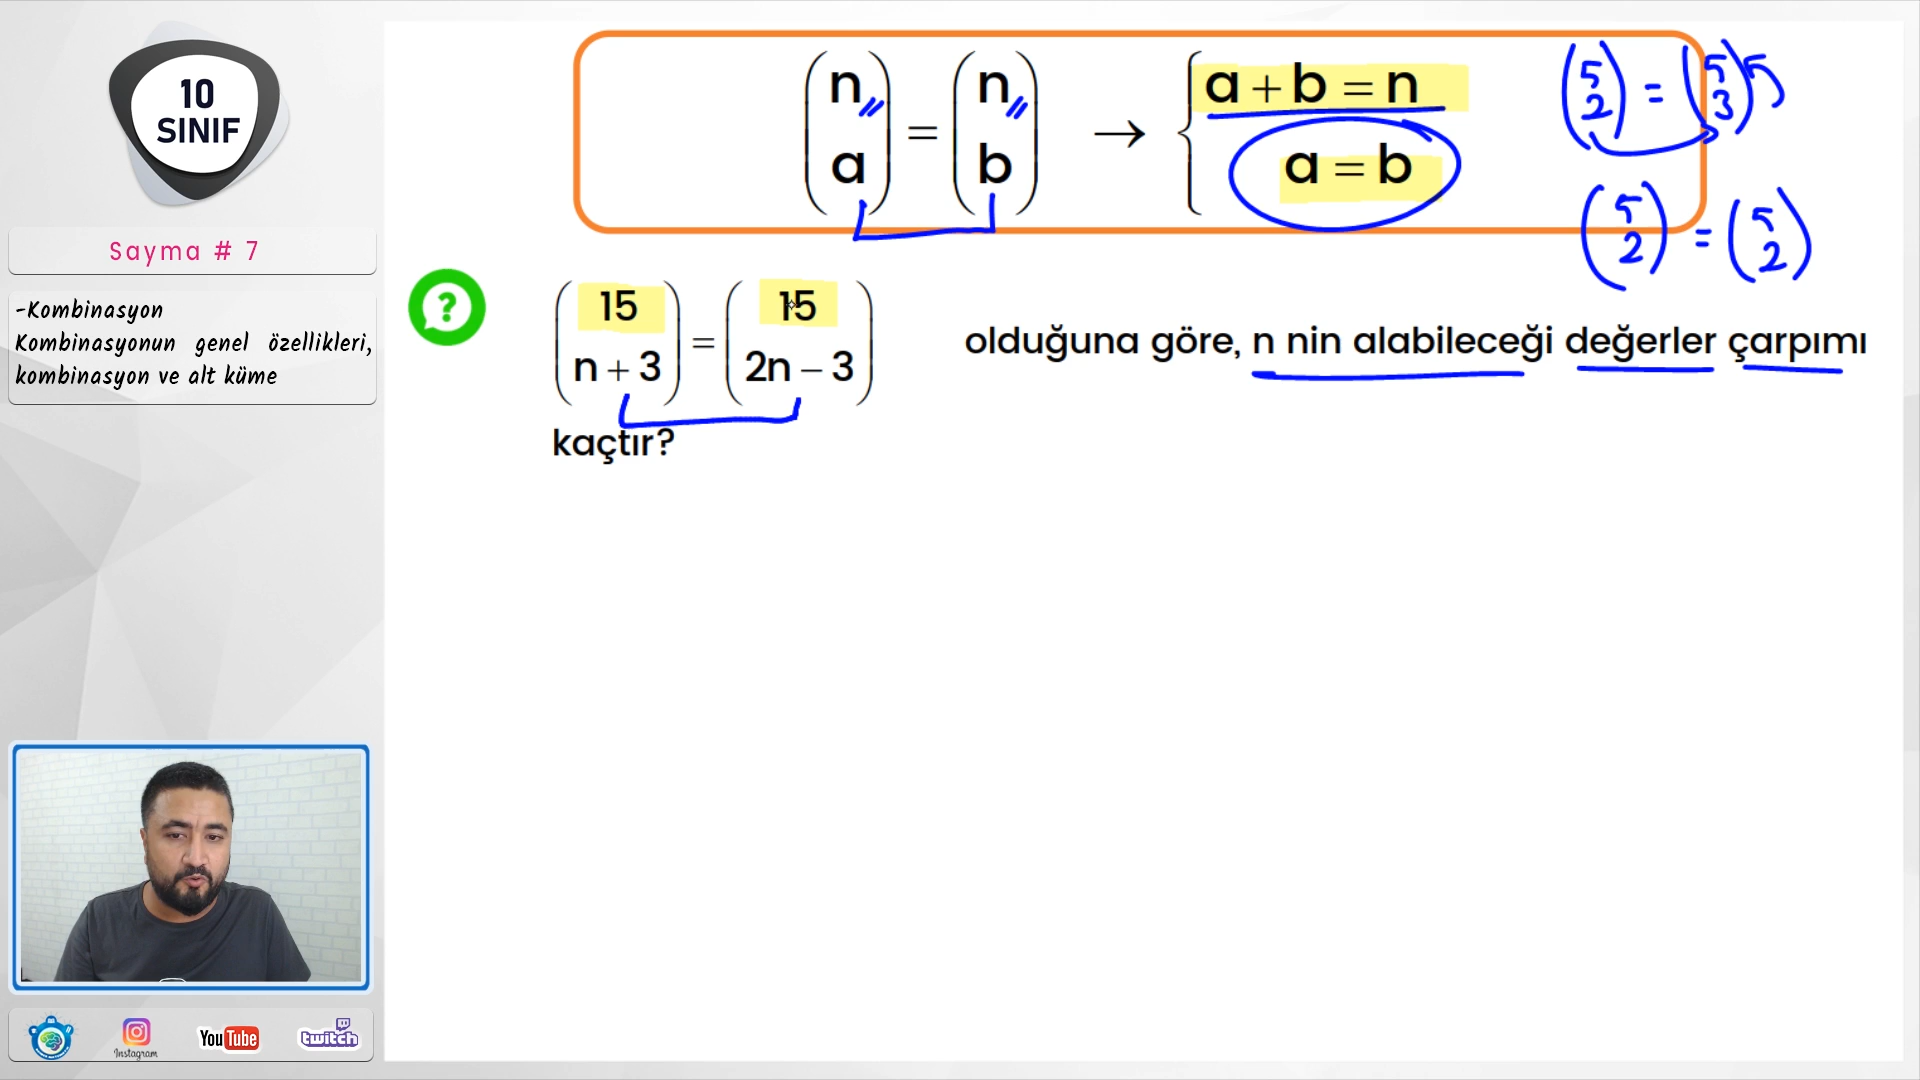 10
SINIF
Sayma # 7
-Kombinasyon
Kombinasyonun genel özellikleri,
kombinasyon ve alt küme
(n a) = (n b) → { a + b = n
a = b
(5 2) = (5 3) 5
(5 2) = (5 2)
?
(15 n + 3) = (15 2n – 3) olduğuna göre, n nin alabileceği değerler çarpımı
kaçtır?
Instagram
YouTube
twitch